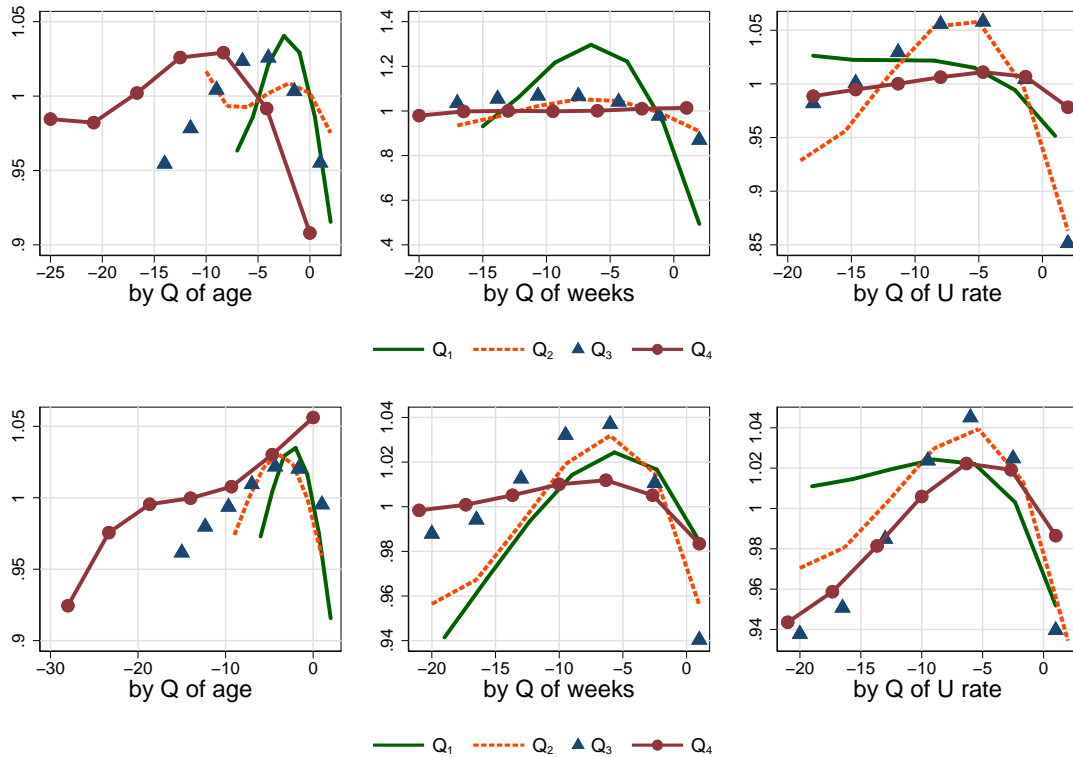 1.05
1
.95
.9
−25 −20 −15 −10 −5 0
by Q of age
1.4
1.2
1.0
.8
.6
.4
−20 −15 −10 −5 0
by Q of weeks
1.05
1
.95
.9
.85
−20 −15 −10 −5 0
by Q of U rate
Q₁ Q₂ Q₃ Q₄
1.05
1
.95
.9
−30 −20 −10 0
by Q of age
1.04
1.02
1
.98
.96
.94
−20 −15 −10 −5 0
by Q of weeks
1.04
1.02
1
.98
.96
.94
−20 −15 −10 −5 0
by Q of U rate
Q₁ Q₂ Q₃ Q₄